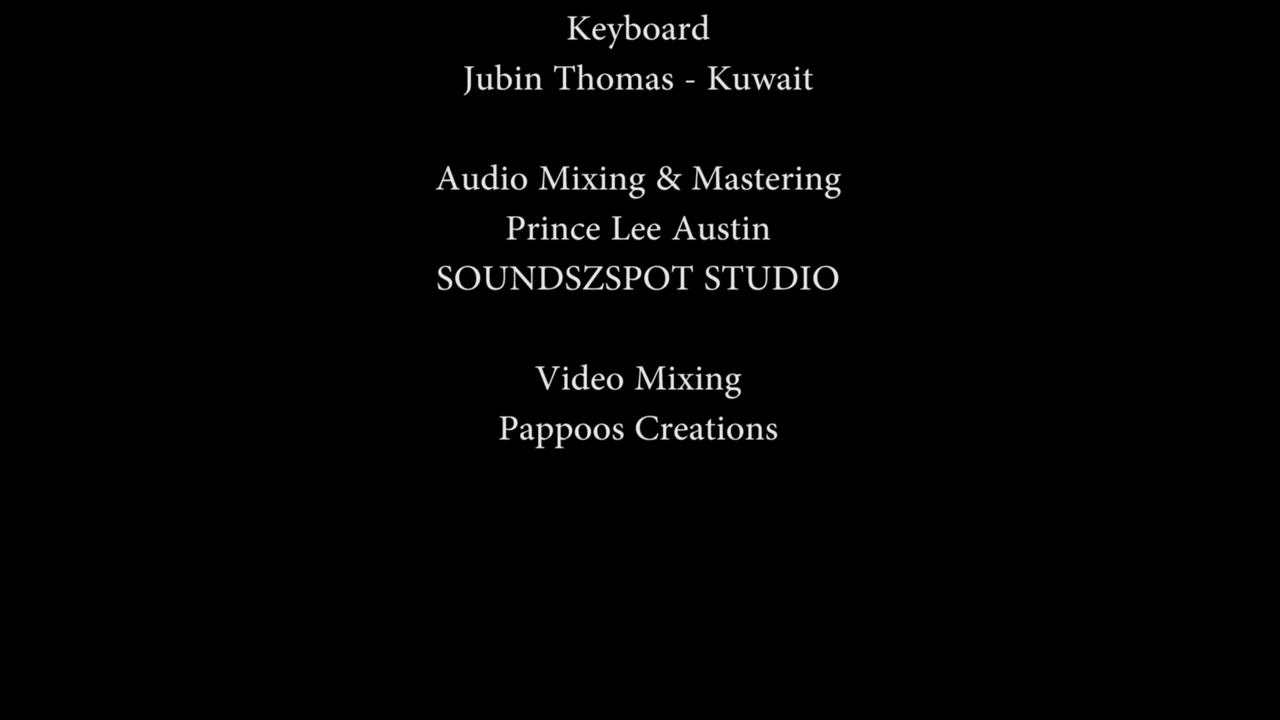 Keyboard
Jubin Thomas - Kuwait
Audio Mixing & Mastering
Prince Lee Austin
SOUNDSZSPOT STUDIO
Video Mixing
Pappoos Creations